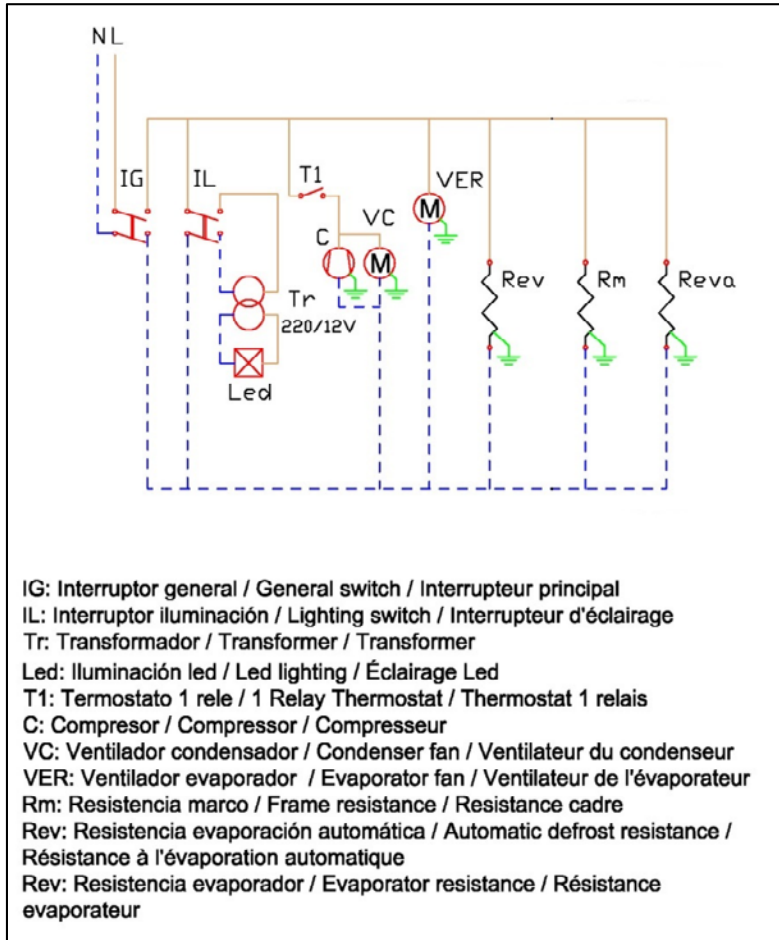 N L
IG
IL
T1
VER
VC
C
Tr
220/12V
Led
M
M
Rev
Rm
Reva
IG: Interruptor general / General switch / Interrupteur principal
IL: Interruptor iluminación / Lighting switch / Interrupteur d'éclairage
Tr: Transformador / Transformer / Transformer
Led: Iluminación led / Led lighting / Éclairage Led
T1: Termostato 1 rele / 1 Relay Thermostat / Thermostat 1 relais
C: Compresor / Compressor / Compresseur
VC: Ventilador condensador / Condenser fan / Ventilateur du condenseur
VER: Ventilador evaporador / Evaporator fan / Ventilateur de l'évaporateur
Rm: Resistencia marco / Frame resistance / Resistance cadre
Rev: Resistencia evaporación automática / Automatic defrost resistance /
Résistance à l'évaporation automatique
Rev: Resistencia evaporador / Evaporator resistance / Résistance
evaporateur